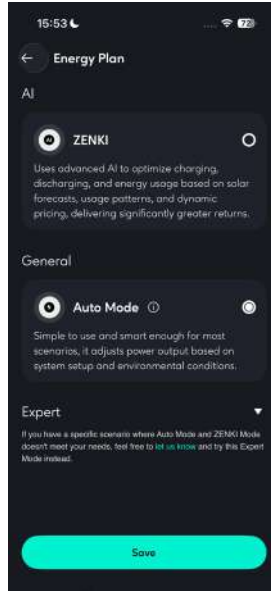 15:53
72
Energy Plan
AI
AI
ZENKI
Uses advanced AI to optimize charging,
discharging, and energy usage based on solar
forecasts, usage patterns, and dynamic
pricing, delivering significantly greater returns.
General
Auto Mode
Simple to use and smart enough for most
scenarios, it adjusts power output based on
system setup and environmental conditions.
Expert
If you have a specific scenario where Auto Mode and ZENKI Mode
doesn't meet your needs, feel free to let us know and try this Expert
Mode instead.
Save